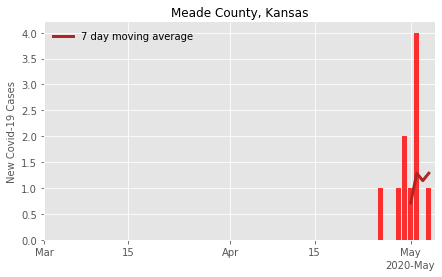 Meade County, Kansas
7 day moving average
New Covid-19 Cases
4.0
3.5
3.0
2.5
2.0
1.5
1.0
0.5
0.0
Mar
15
Apr
15
May
2020-May